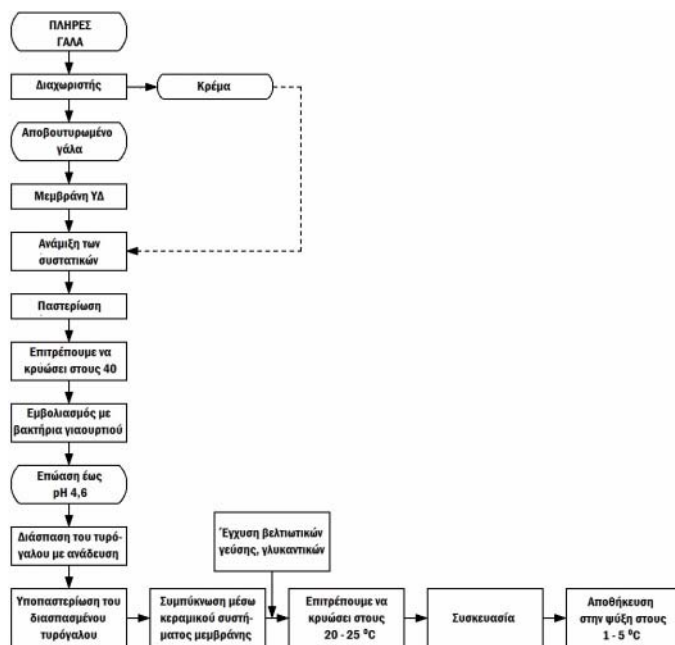 ΠΛΗΡΕΣ
ΓΑΛΑ
Διαχωριστής
Κρέμα
Αποβουτυρωμένο
γάλα
Μεμβράνη ΥΔ
Ανάμιξη των
συστατικών
Παστερίωση
Επιτρέπουμε να
κρυώσει στους 40
Εμβολιασμός με
βακτήρια γιαουρτιού
Επώαση έως
pH 4,6
Διάσπαση του τυρό-
γαλου με ανάδευση
Έγχυση βελτιωτικών
γεύσης, γλυκαντικών
Υποπαστερίωση του
διασπασμένου
τυρόγαλου
Συμπύκνωση μέσω
κεραμικού συστή-
ματος μεμβράνης
Επιτρέπουμε να
κρυώσει στους
20 - 25 ⁰C
Συσκευασία
Αποθήκευση
στην ψύξη στους
1 - 5 ⁰C